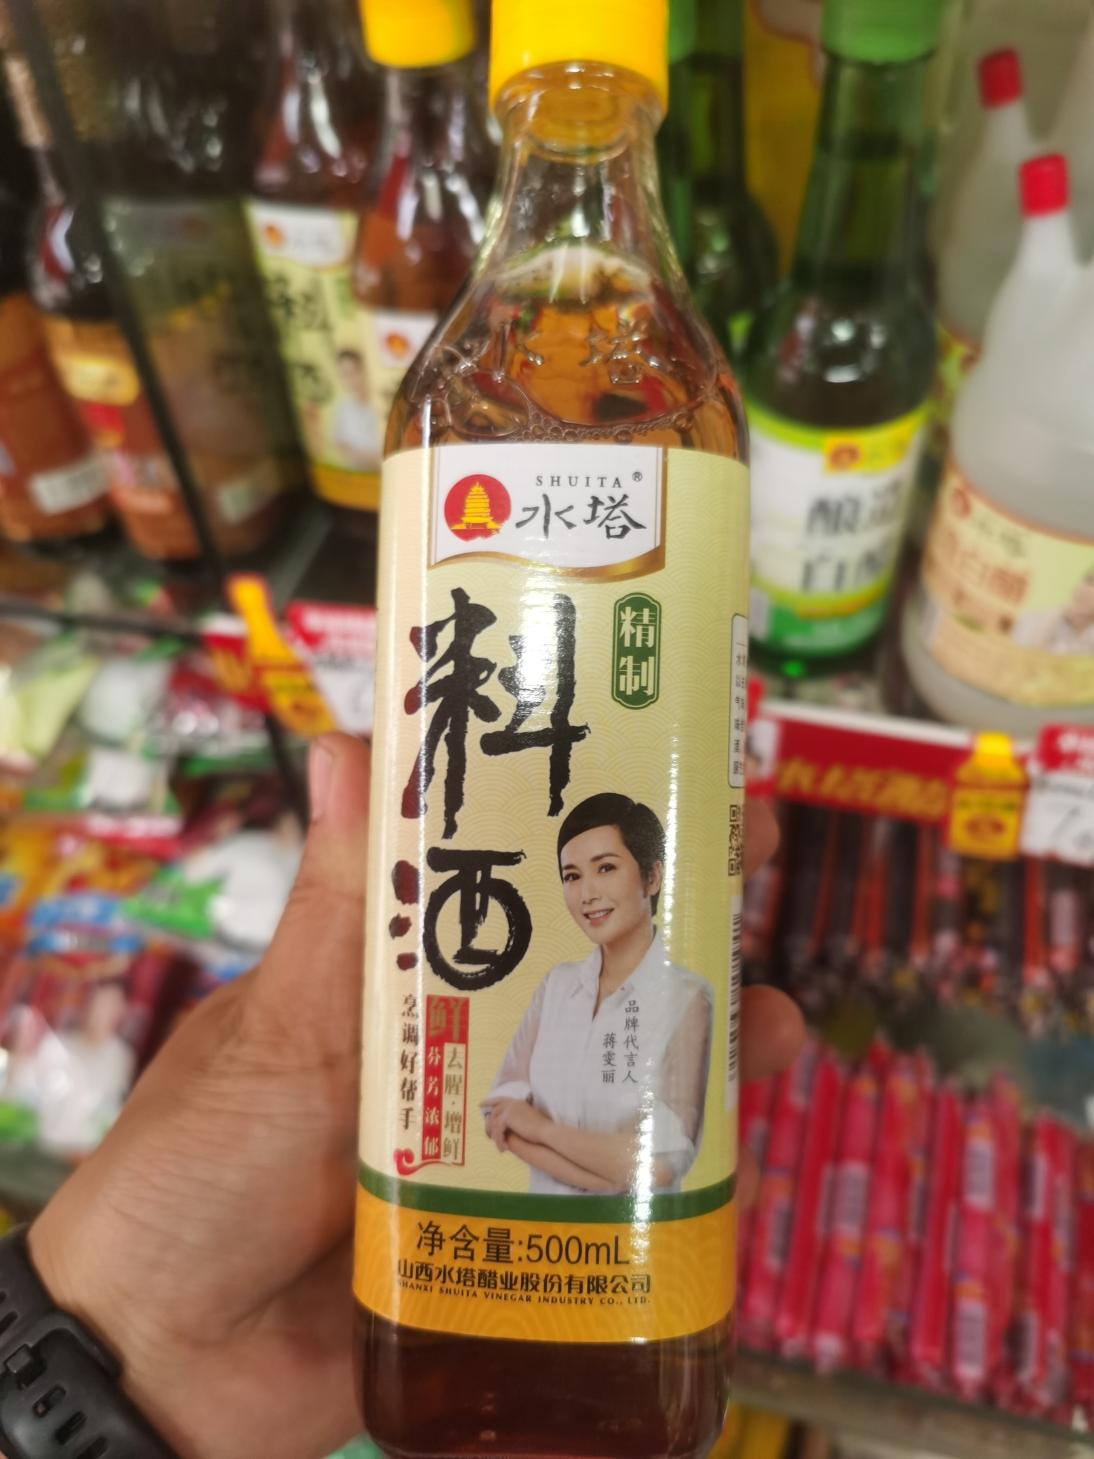 SHUITA®
水塔
精制
料酒
烹调好帮手
鲜
芬芳浓郁
去腥·增鲜
品牌代言人
蒋雯丽
净含量:500mL
山西水塔醋业股份有限公司
SHANXI SHUITA VINEGAR INDUSTRY CO., LTD.